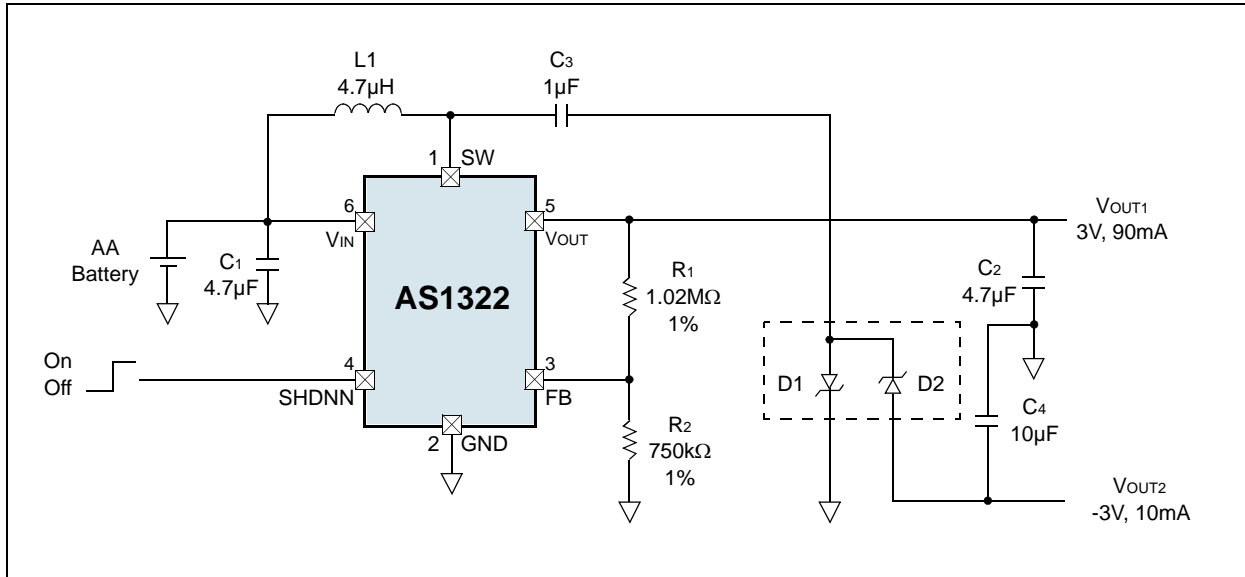 L1
4.7µH
C3
1µF
1
SW
6
VIN
5
VOUT
VOUT1
3V, 90mA
AA
Battery
C1
4.7µF
AS1322
R1
1.02MΩ
1%
C2
4.7µF
On
Off
4
SHDNN
3
FB
D1
D2
C4
10µF
2
GND
R2
750kΩ
1%
VOUT2
-3V, 10mA